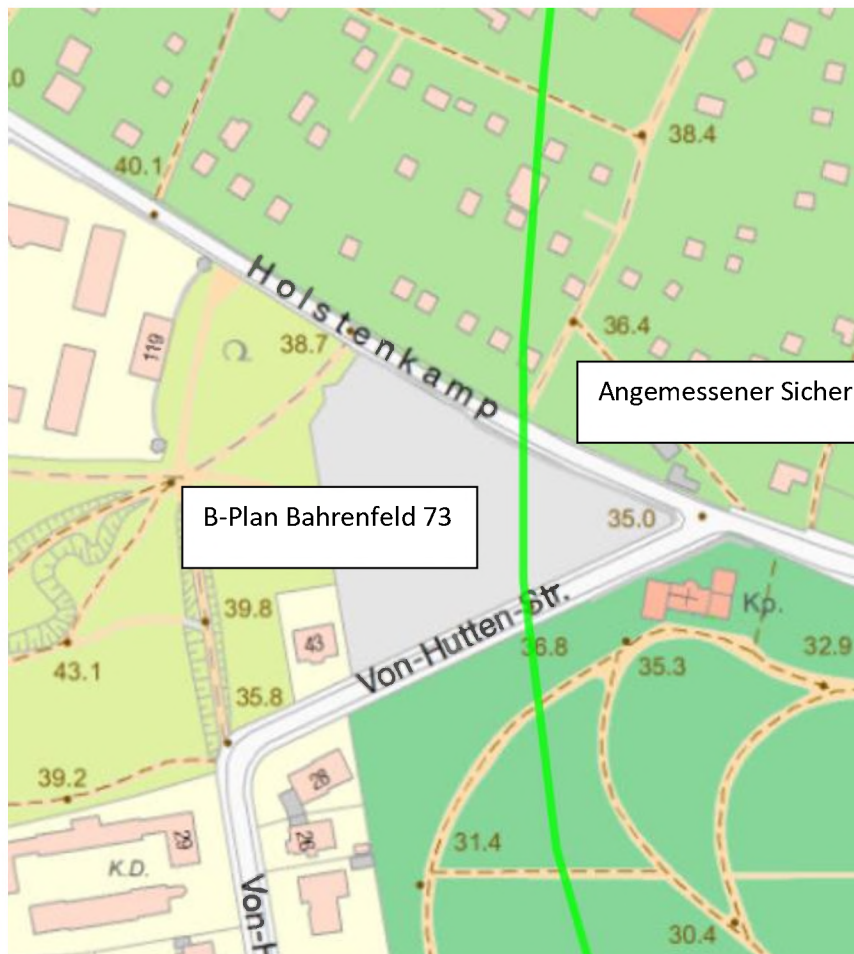 .0
38.4
40.1
Holstenkamp
38.7
36.4
119
Angemessener Sicher
B-Plan Bahrenfeld 73
35.0
39.8
43
Von-Hutten-Str.
Kp.
36.8
35.3
32.9
43.1
35.8
39.2
28
29
26
31.4
K.D.
Von-H
30.4